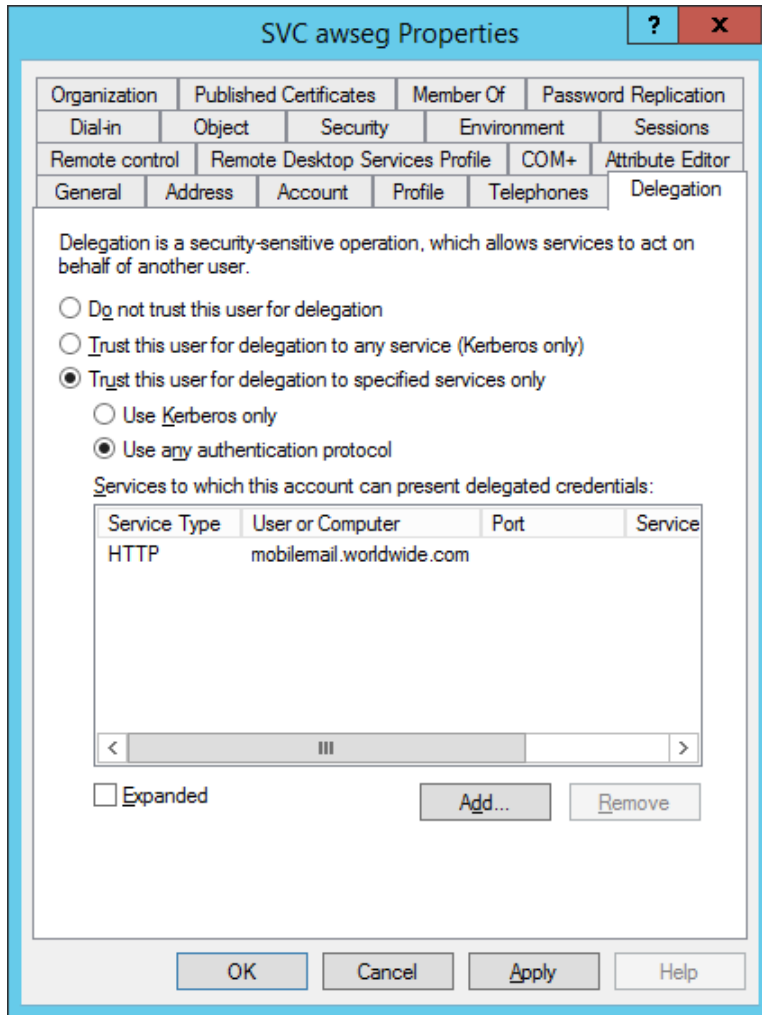 SVC awseg Properties
?
x
Organization Published Certificates Member Of Password Replication
Dial-in Object Security Environment Sessions
Remote control Remote Desktop Services Profile COM+ Attribute Editor
General Address Account Profile Telephones Delegation
Delegation is a security-sensitive operation, which allows services to act on
behalf of another user.
Do not trust this user for delegation
Trust this user for delegation to any service (Kerberos only)
Trust this user for delegation to specified services only
Use Kerberos only
Use any authentication protocol
Services to which this account can present delegated credentials:
Service Type User or Computer Port Service
HTTP mobilemail.worldwide.com
Expanded Add... Remove
OK Cancel Apply Help